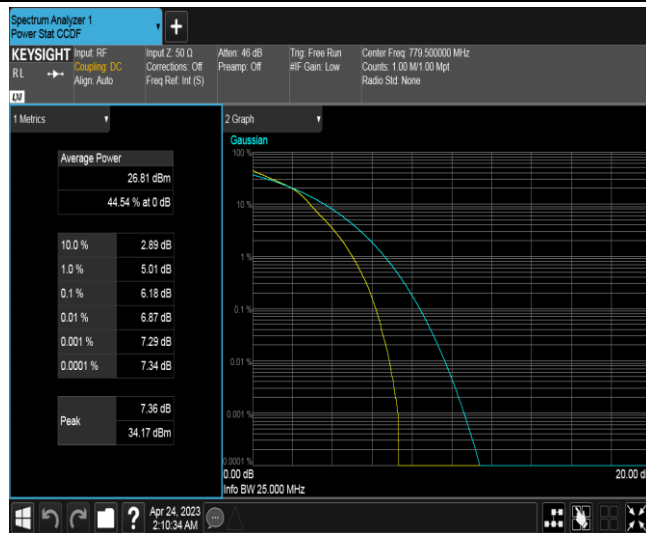 Spectrum Analyzer 1
Power Stat CCDF
+
KEYSIGHT
RL
LXI
Input: RF
Coupling: DC
Align: Auto
Input Z: 50 Ω
Corrections: Off
Freq Ref: Int (S)
Atten: 46 dB
Preamp: Off
Trig: Free Run
#IF Gain: Low
Center Freq: 779.500000 MHz
Counts: 1.00 M/1.00 Mpt
Radio Std: None
1 Metrics
Average Power
26.81 dBm
44.54 % at 0 dB
10.0 % 2.89 dB
1.0 % 5.01 dB
0.1 % 6.18 dB
0.01 % 6.87 dB
0.001 % 7.29 dB
0.0001 % 7.34 dB
Peak
7.36 dB
34.17 dBm
2 Graph
Gaussian
100 %
10 %
1 %
0.1 %
0.01 %
0.001 %
0.0001 %
0.00 dB
20.00 d
Info BW 25.000 MHz
?
Apr 24, 2023
2:10:34 AM